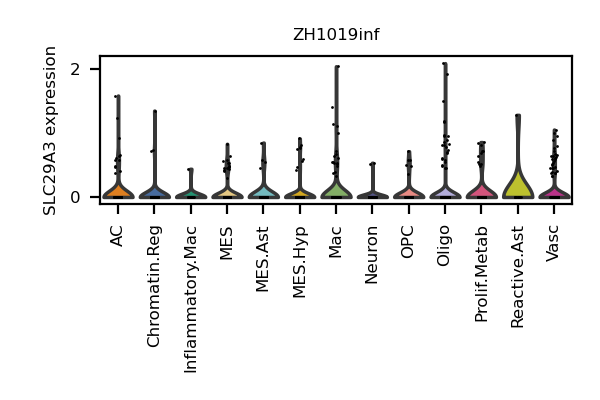 ZH1019inf
SLC29A3 expression
2
0
AC
Chromatin.Reg
Inflammatory.Mac
MES
MES.Ast
MES.Hyp
Mac
Neuron
OPC
Oligo
Prolif.Metab
Reactive.Ast
Vasc